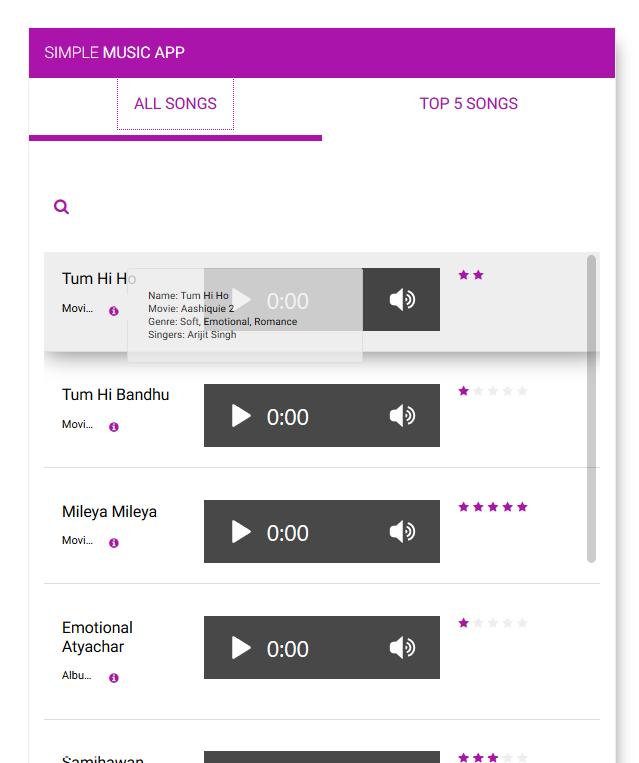 SIMPLE MUSIC APP
ALL SONGS
TOP 5 SONGS
Tum Hi Ho
Movi...
Name: Tum Hi Ho
Movie: Aashiquie 2
Genre: Soft, Emotional, Romance
Singers: Arijit Singh
0:00
Tum Hi Bandhu
Movi...
0:00
Mileya Mileya
Movi...
0:00
Emotional
Atyachar
Albu...
0:00
Samjhawan